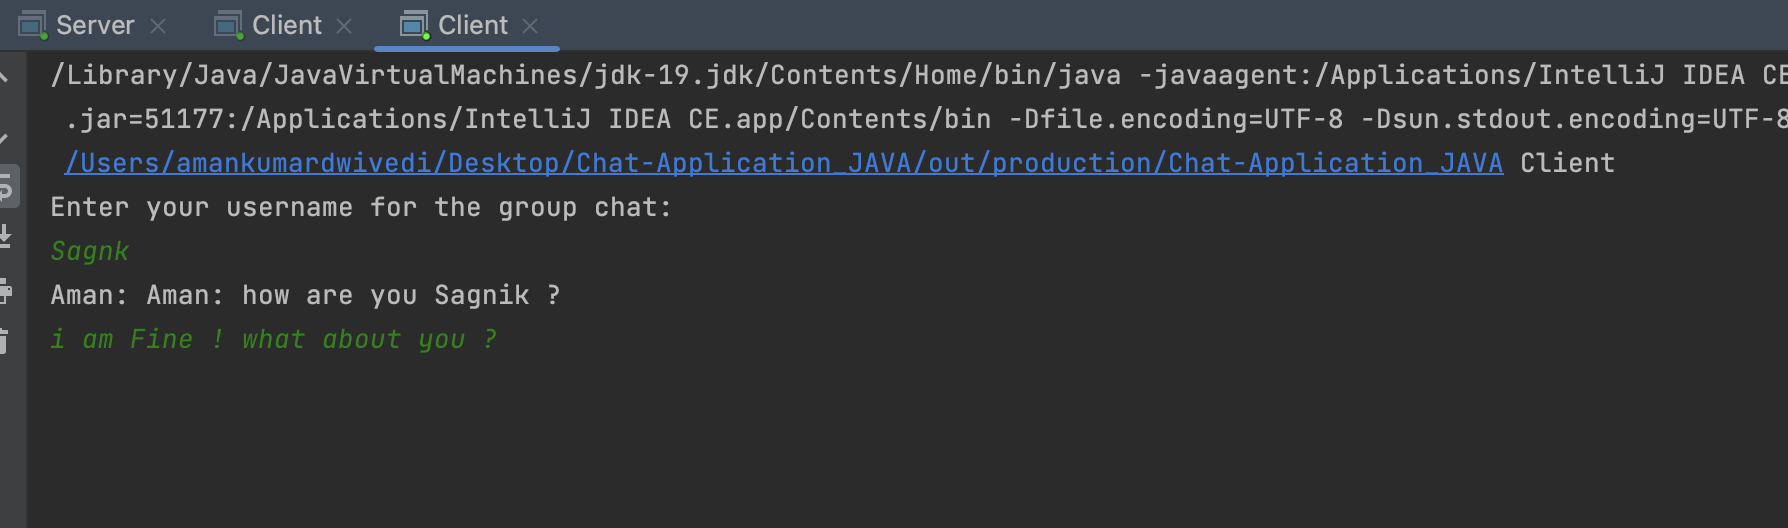 Server Client Client
/Library/Java/JavaVirtualMachines/jdk-19.jdk/Contents/Home/bin/java -javaagent:/Applications/IntelliJ IDEA CE
.jar=51177:/Applications/IntelliJ IDEA CE.app/Contents/bin -Dfile.encoding=UTF-8 -Dsun.stdout.encoding=UTF-8
/Users/amankumardwivedi/Desktop/Chat-Application_JAVA/out/production/Chat-Application_JAVA Client
Enter your username for the group chat:
Sagnk
Aman: Aman: how are you Sagnik ?
i am Fine ! what about you ?